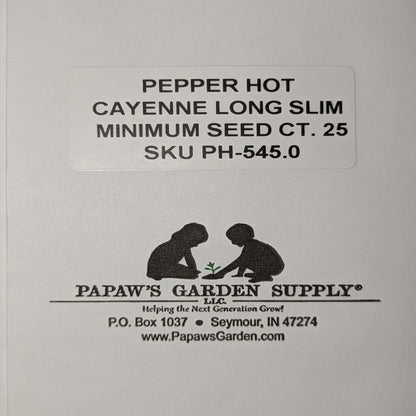 PEPPER HOT
CAYENNE LONG SLIM
MINIMUM SEED CT. 25
SKU PH-545.0
PAPAW'S GARDEN SUPPLY®
LLC.
Helping the Next Generation Grow!
P.O. Box 1037 • Seymour, IN 47274
www.PapawsGarden.com